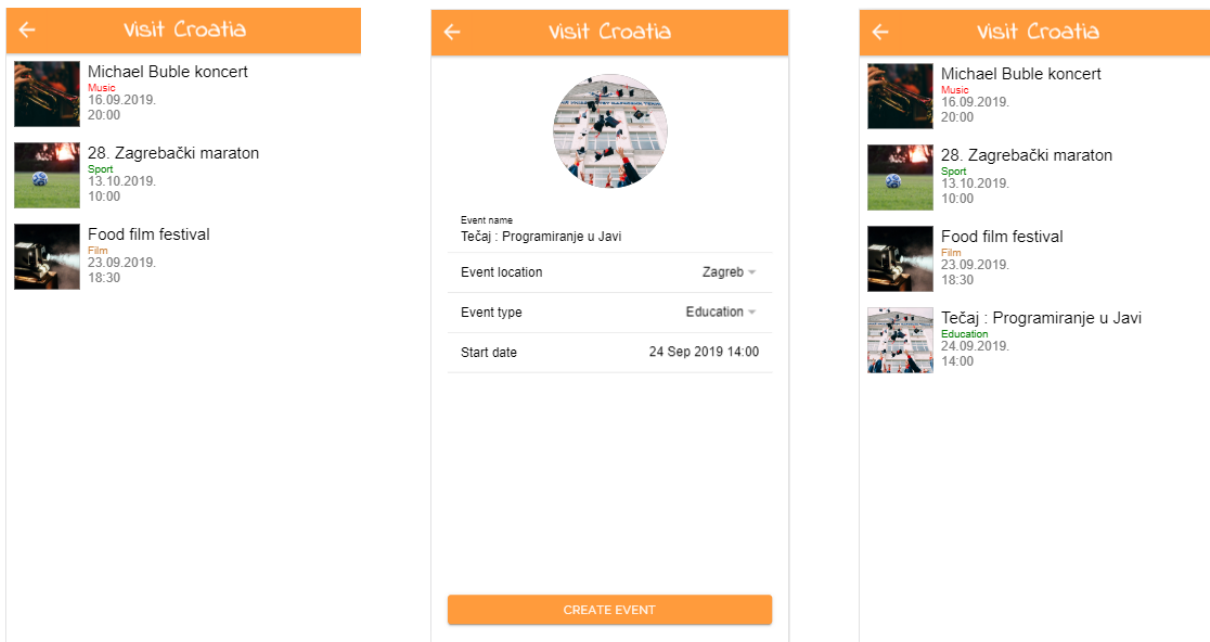 Visit Croatia
Michael Buble koncert
Music
16.09.2019.
20:00
28. Zagrebački maraton
Sport
13.10.2019.
10:00
Food film festival
Film
23.09.2019.
18:30
Visit Croatia
Event name
Tečaj : Programiranje u Javi
Event location Zagreb
Event type Education
Start date 24 Sep 2019 14:00
CREATE EVENT
Visit Croatia
Michael Buble koncert
Music
16.09.2019.
20:00
28. Zagrebački maraton
Sport
13.10.2019.
10:00
Food film festival
Film
23.09.2019.
18:30
Tečaj : Programiranje u Javi
Education
24.09.2019.
14:00